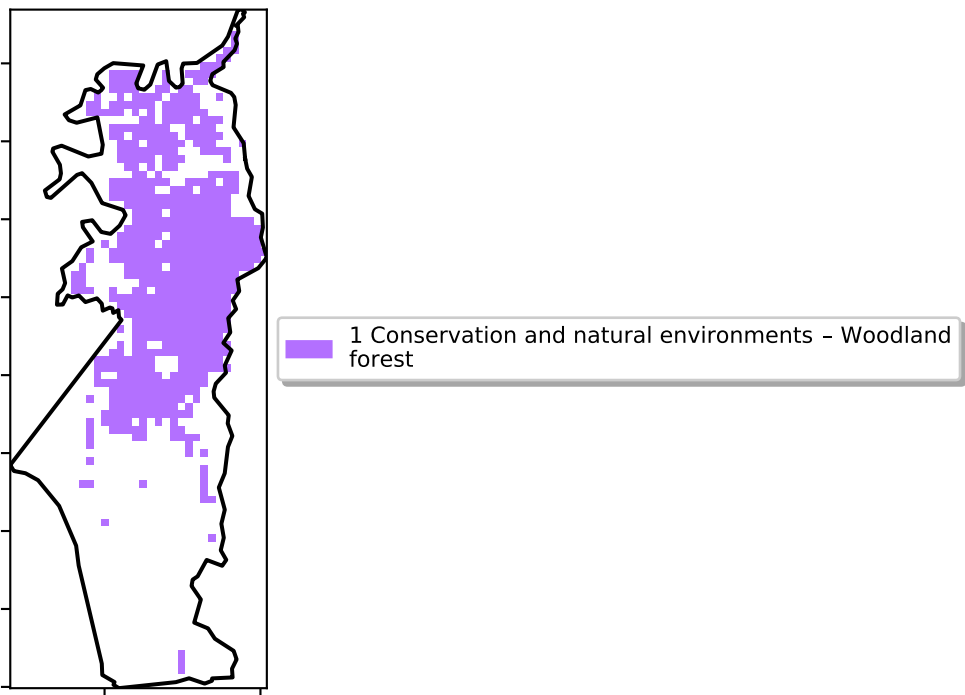 1 Conservation and natural environments – Woodland
forest